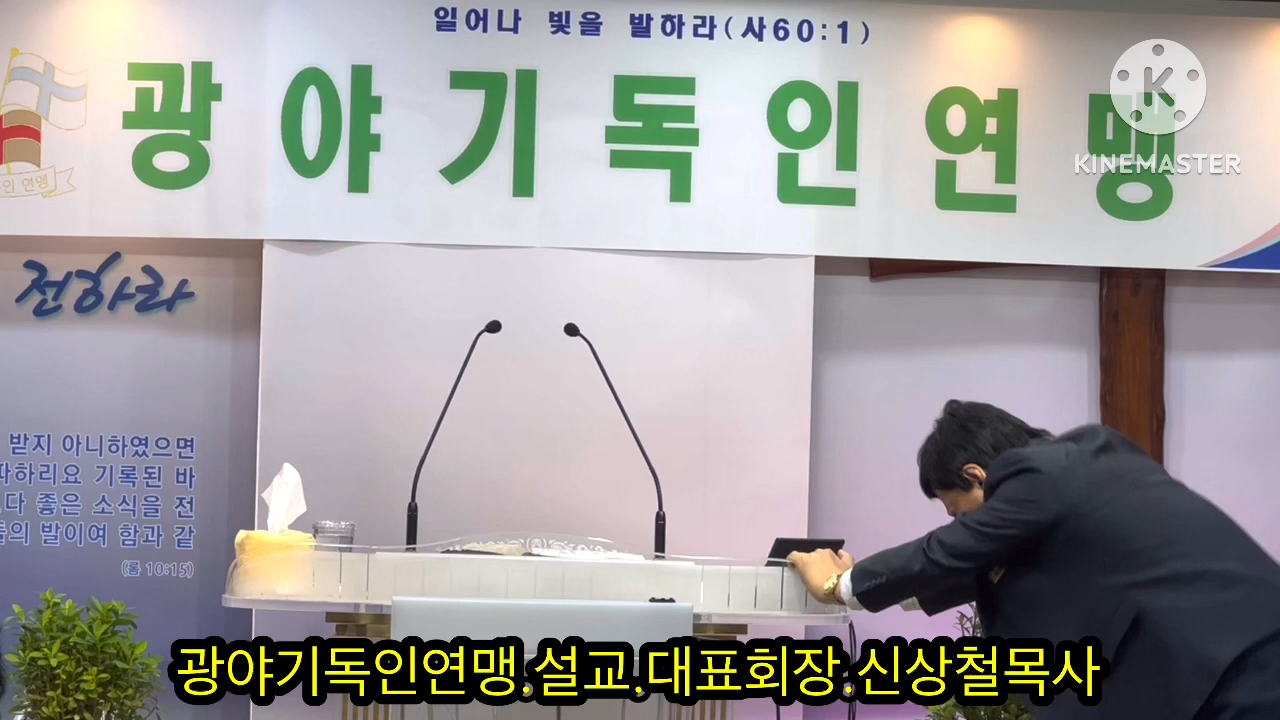 일어나 빛을 발하라(사60:1)
광야기독인연맹
인 연맹
K
KINEMASTER
전하라
받지 아니하였으면
파하리요 기록된 바
다 좋은 소식을 전
들의 발이여 함과 같
(롬 10:15)
광야기독인연맹.설교.대표회장.신상철목사